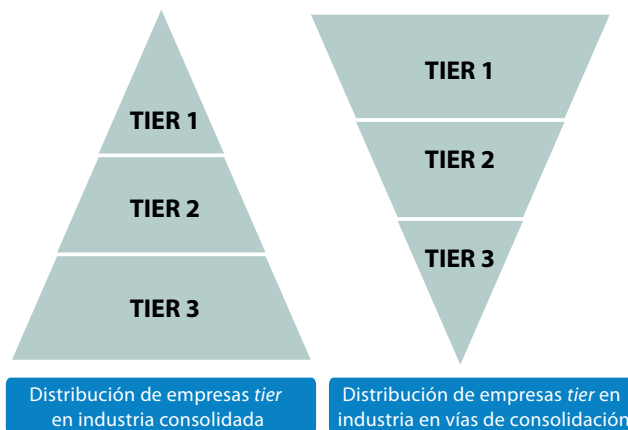 TIER 1
TIER 2
TIER 3
Distribución de empresas tier
en industria consolidada
TIER 1
TIER 2
TIER 3
Distribución de empresas tier en
industria en vías de consolidación